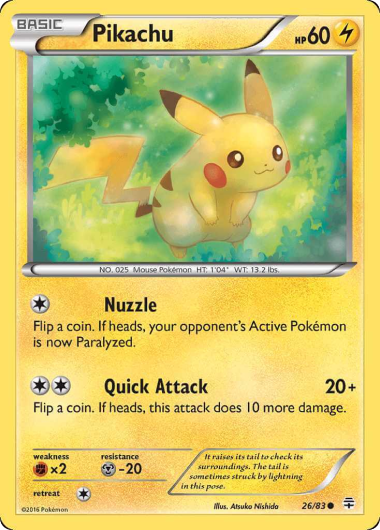 BASIC
Pikachu
HP60
NO. 025 Mouse Pokémon HT: 1'04" WT: 13.2 lbs.
Nuzzle
Flip a coin. If heads, your opponent's Active Pokémon
is now Paralyzed.
Quick Attack 20+
Flip a coin. If heads, this attack does 10 more damage.
weakness resistance
×2 -20
retreat
It raises its tail to check its
surroundings. The tail is
sometimes struck by lightning
in this pose.
©2016 Pokémon
Illus. Atsuko Nishido
26/83